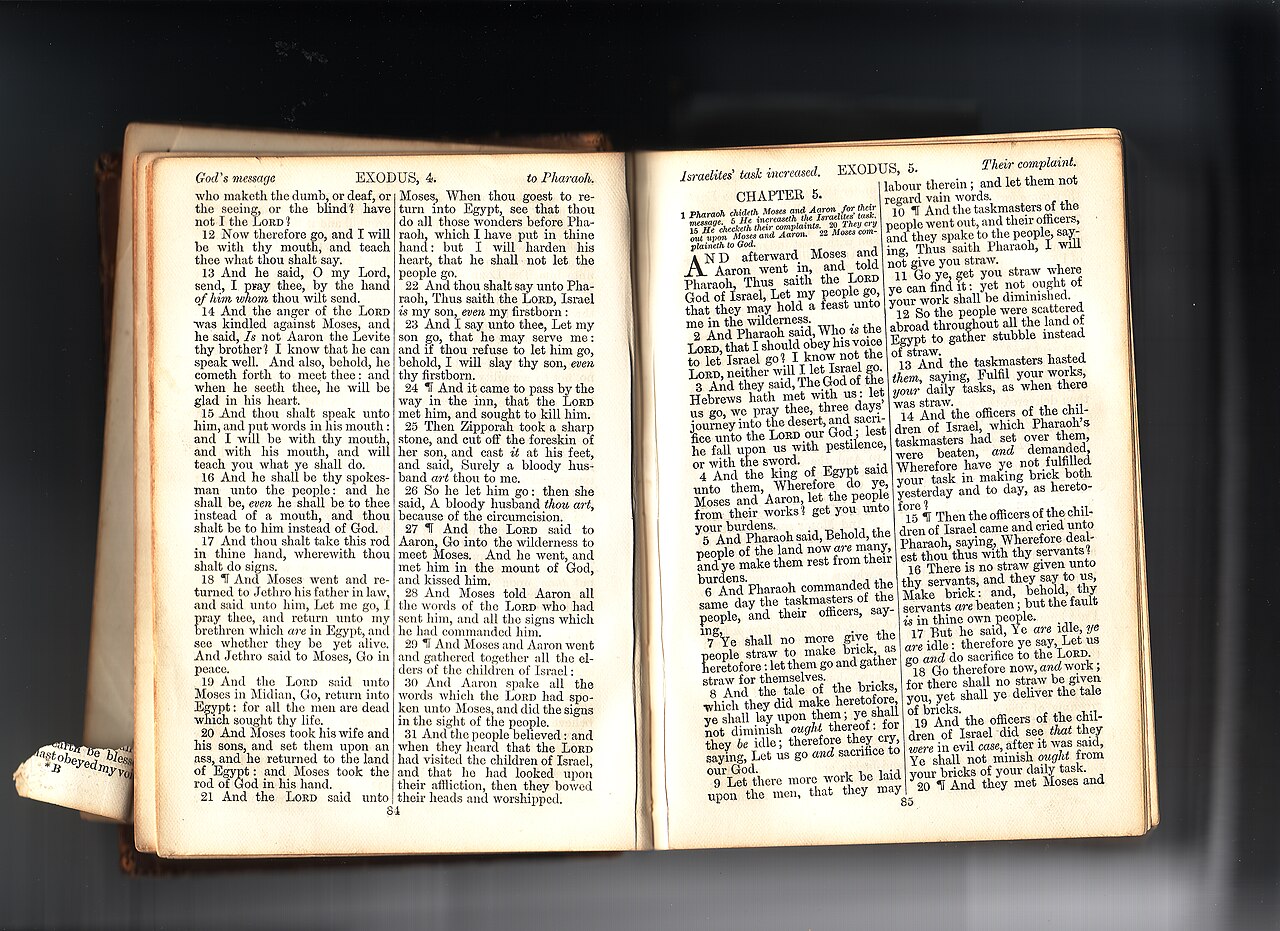 God's message EXODUS, 4. to Pharaoh.
who maketh the dumb, or deaf, or
the seeing, or the blind? have
not I the LORD?
12 Now therefore go, and I will
be with thy mouth, and teach
thee what thou shalt say.
13 And he said, O my Lord,
send, I pray thee, by the hand
of him whom thou wilt send.
14 And the anger of the LORD
was kindled against Moses, and
he said, Is not Aaron the Levite
thy brother? I know that he can
speak well. And also, behold, he
cometh forth to meet thee: and
when he seeth thee, he will be
glad in his heart.
15 And thou shalt speak unto
him, and put words in his mouth:
and I will be with thy mouth,
and with his mouth, and will
teach you what ye shall do.
16 And he shall be thy spokes-
man unto the people: and he
shall be, even he shall be to thee
instead of a mouth, and thou
shalt be to him instead of God.
17 And thou shalt take this rod
in thine hand, wherewith thou
shalt do signs.
18 ¶ And Moses went and re-
turned to Jethro his father in law,
and said unto him, Let me go, I
pray thee, and return unto my
brethren which are in Egypt, and
see whether they be yet alive.
And Jethro said to Moses, Go in
peace.
19 And the LORD said unto
Moses in Midian, Go, return into
Egypt: for all the men are dead
which sought thy life.
20 And Moses took his wife and
his sons, and set them upon an
ass, and he returned to the land
of Egypt: and Moses took the
rod of God in his hand.
21 And the LORD said unto
Moses, When thou goest to re-
turn into Egypt, see that thou
do all those wonders before Pha-
raoh, which I have put in thine
hand: but I will harden his
heart, that he shall not let the
people go.
22 And thou shalt say unto Pha-
raoh, Thus saith the LORD, Israel
is my son, even my firstborn:
23 And I say unto thee, Let my
son go, that he may serve me:
and if thou refuse to let him go,
behold, I will slay thy son, even
thy firstborn.
24 ¶ And it came to pass by the
way in the inn, that the LORD
met him, and sought to kill him.
25 Then Zipporah took a sharp
stone, and cut off the foreskin of
her son, and cast it at his feet,
and said, Surely a bloody hus-
band art thou to me.
26 So he let him go: then she
said, A bloody husband thou art,
because of the circumcision.
27 ¶ And the LORD said to
Aaron, Go into the wilderness to
meet Moses. And he went, and
met him in the mount of God,
and kissed him.
28 And Moses told Aaron all
the words of the LORD who had
sent him, and all the signs which
he had commanded him.
29 ¶ And Moses and Aaron went
and gathered together all the el-
ders of the children of Israel:
30 And Aaron spake all the
words which the LORD had spo-
ken unto Moses, and did the signs
in the sight of the people.
31 And the people believed: and
when they heard that the LORD
had visited the children of Israel,
and that he had looked upon
their affliction, then they bowed
their heads and worshipped.
84
be bless
obeyed my
*B
Israelites' task increased. EXODUS, 5. Their complaint.
CHAPTER 5.
1 Pharaoh chideth Moses and Aaron for their
message. 5 He increaseth the Israelites' task.
15 He checketh their complaints. 20 They cry
out upon Moses and Aaron. 22 Moses com-
plaineth to God.
AND afterward Moses and
Aaron went in, and told
Pharaoh, Thus saith the LORD
God of Israel, Let my people go,
that they may hold a feast unto
me in the wilderness.
2 And Pharaoh said, Who is the
LORD, that I should obey his voice
to let Israel go? I know not the
LORD, neither will I let Israel go.
3 And they said, The God of the
Hebrews hath met with us: let
us go, we pray thee, three days'
journey into the desert, and sacri-
fice unto the LORD our God; lest
he fall upon us with pestilence,
or with the sword.
4 And the king of Egypt said
unto them, Wherefore do ye,
Moses and Aaron, let the people
from their works? get you unto
your burdens.
5 And Pharaoh said, Behold, the
people of the land now are many,
and ye make them rest from their
burdens.
6 And Pharaoh commanded the
same day the taskmasters of the
people, and their officers, say-
ing,
7 Ye shall no more give the
people straw to make brick, as
heretofore: let them go and gather
straw for themselves.
8 And the tale of the bricks,
which they did make heretofore,
ye shall lay upon them; ye shall
not diminish ought thereof: for
they be idle; therefore they cry,
saying, Let us go and sacrifice to
our God.
9 Let there more work be laid
upon the men, that they may
labour therein; and let them not
regard vain words.
10 ¶ And the taskmasters of the
people went out, and their officers,
and they spake to the people, say-
ing, Thus saith Pharaoh, I will
not give you straw.
11 Go ye, get you straw where
ye can find it: yet not ought of
your work shall be diminished.
12 So the people were scattered
abroad throughout all the land of
Egypt to gather stubble instead
of straw.
13 And the taskmasters hasted
them, saying, Fulfil your works,
your daily tasks, as when there
was straw.
14 And the officers of the chil-
dren of Israel, which Pharaoh's
taskmasters had set over them,
were beaten, and demanded,
Wherefore have ye not fulfilled
your task in making brick both
yesterday and to day, as hereto-
fore?
15 ¶ Then the officers of the chil-
dren of Israel came and cried unto
Pharaoh, saying, Wherefore deal-
est thou thus with thy servants?
16 There is no straw given unto
thy servants, and they say to us,
Make brick: and, behold, thy
servants are beaten; but the fault
is in thine own people.
17 But he said, Ye are idle, ye
are idle: therefore ye say, Let us
go and do sacrifice to the LORD.
18 Go therefore now, and work;
for there shall no straw be given
you, yet shall ye deliver the tale
of bricks.
19 And the officers of the chil-
dren of Israel did see that they
were in evil case, after it was said,
Ye shall not minish ought from
your bricks of your daily task.
20 ¶ And they met Moses and
85